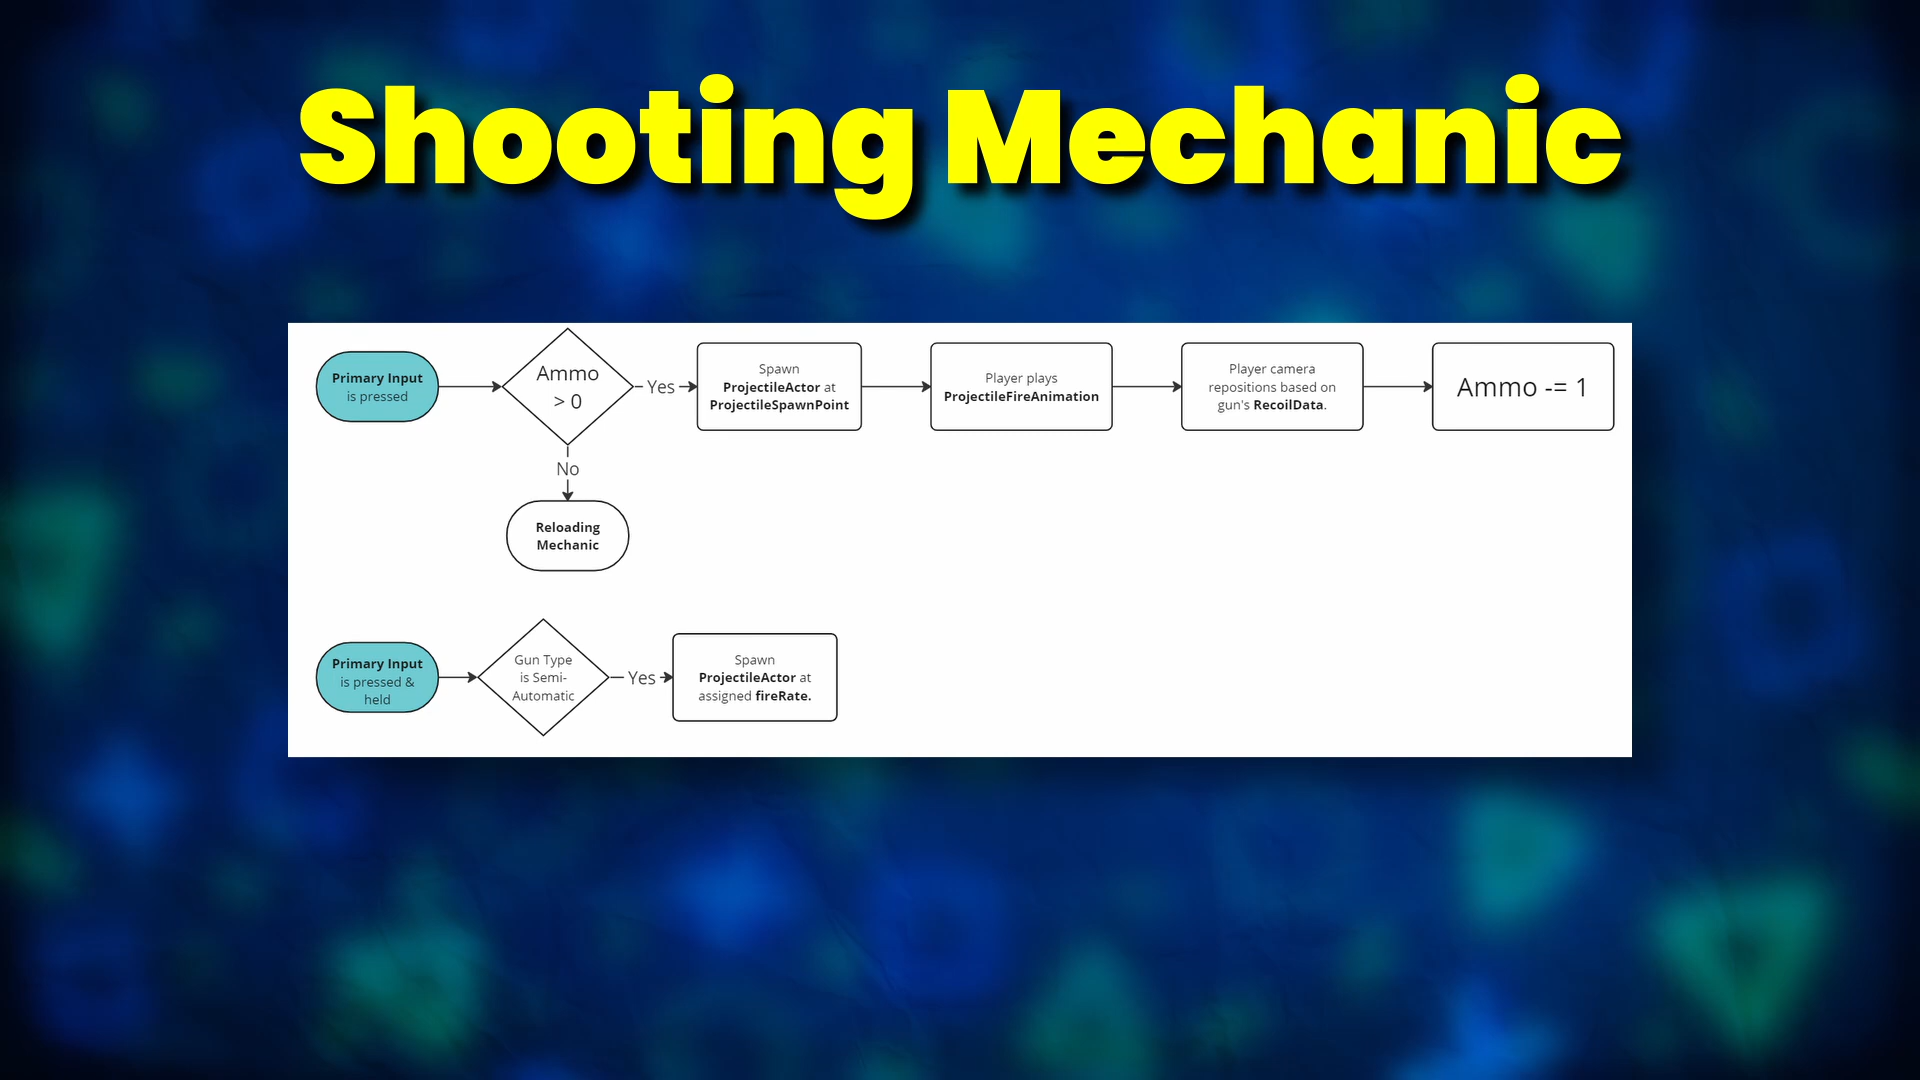 Shooting Mechanic
Primary Input
is pressed
Ammo
> 0
Yes
Spawn
ProjectileActor at
ProjectileSpawnPoint
Player plays
ProjectileFireAnimation
Player camera
repositions based on
gun's RecoilData.
Ammo -= 1
No
Reloading
Mechanic
Primary Input
is pressed &
held
Gun Type
is Semi-
Automatic
Yes
Spawn
ProjectileActor at
assigned fireRate.